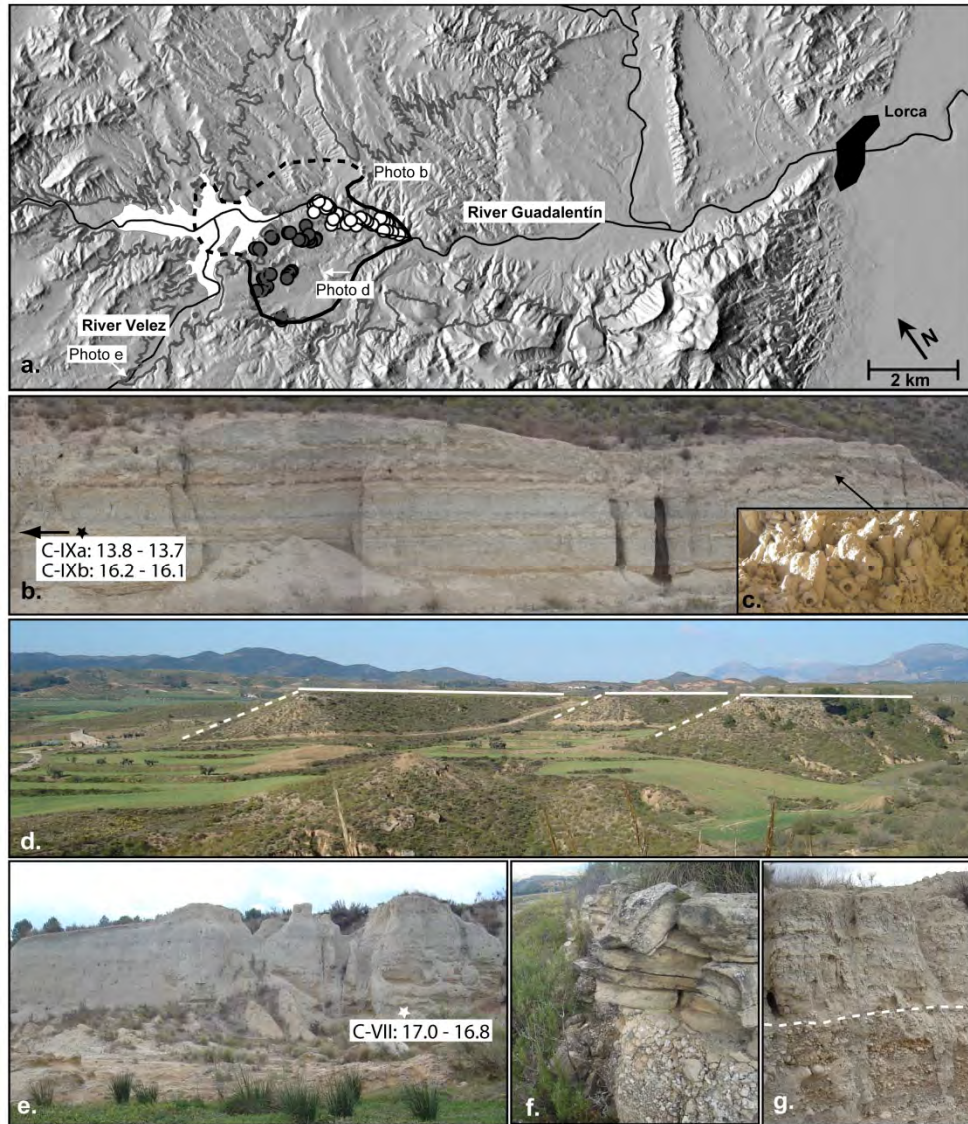 Lorca
Photo b
River Guadalentín
Photo d
River Velez
Photo e
N
2 km
a.
C-IXa: 13.8 - 13.7
C-IXb: 16.2 - 16.1
b.
c.
d.
C-VII: 17.0 - 16.8
e.
f.
g.